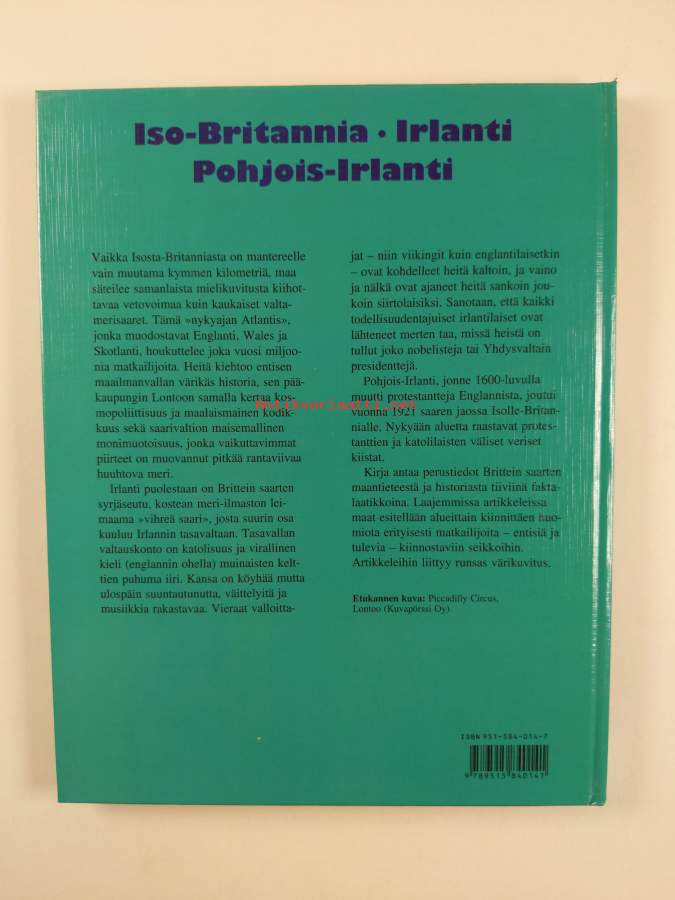 Iso-Britannia • Irlanti
Pohjois-Irlanti
Vaikka Isosta-Britanniasta on mantereelle
vain muutama kymmen kilometriä, maa
säteilee samanlaista mielikuvitusta kiihot-
tavaa vetovoimaa kuin kaukaiset valta-
merisaaret. Tämä »nykyajan Atlantis»,
jonka muodostavat Englanti, Wales ja
Skotlanti, houkuttelee joka vuosi miljoo-
nia matkailijoita. Heitä kiehtoo entisen
maailmanvallan värikäs historia, sen pää-
kaupungin Lontoon samalla kertaa kos-
mopoliittisuus ja maalaismainen kodik-
kuus sekä saarivaltion maisemallinen
monimuotoisuus, jonka vaikuttavimmat
piirteet on muovannut pitkää rantaviivaa
huuhtova meri.
Irlanti puolestaan on Brittein saarten
syrjäseutu, kostean meri-ilmaston lei-
maama »vihreä saari», josta suurin osa
kuuluu Irlannin tasavaltaan. Tasavallan
valtauskonto on katolisuus ja virallinen
kieli (englannin ohella) muinaisten kelt-
tien puhuma iiri. Kansa on köyhää mutta
ulospäin suuntautunutta, väittelyitä ja
musiikkia rakastavaa. Vieraat valloitta-
jat – niin viikingit kuin englantilaisetkin
– ovat kohdelleet heitä kaltoin, ja vaino
ja nälkä ovat ajaneet heitä sankoin jou-
koin siirtolaisiksi. Sanotaan, että kaikki
todellisuudentajuiset irlantilaiset ovat
lähteneet merten taa, missä heistä on
tullut joko nobelisteja tai Yhdysvaltain
presidenttejä.
Pohjois-Irlanti, jonne 1600-luvulla
muutti protestantteja Englannista, joutui
vuonna 1921 saaren jaossa Isolle-Britan-
nialle. Nykyään aluetta raastavat protes-
tanttien ja katolilaisten väliset veriset
kiistat.
Kirja antaa perustiedot Brittein saarten
maantieteestä ja historiasta tiiviinä fakta-
laatikkoina. Laajemmissa artikkeleissa
maat esitellään alueittain kiinnittäen huo-
miota erityisesti matkailijoita – entisiä ja
tulevia – kiinnostaviin seikkoihin.
Artikkeleihin liittyy runsas värikuvitus.
Etukannen kuva: Piccadilly Circus,
Lontoo (Kuvapörssi Oy)
Antikvariaatti.net
ISBN 951-584-014-7
9 789515 840141